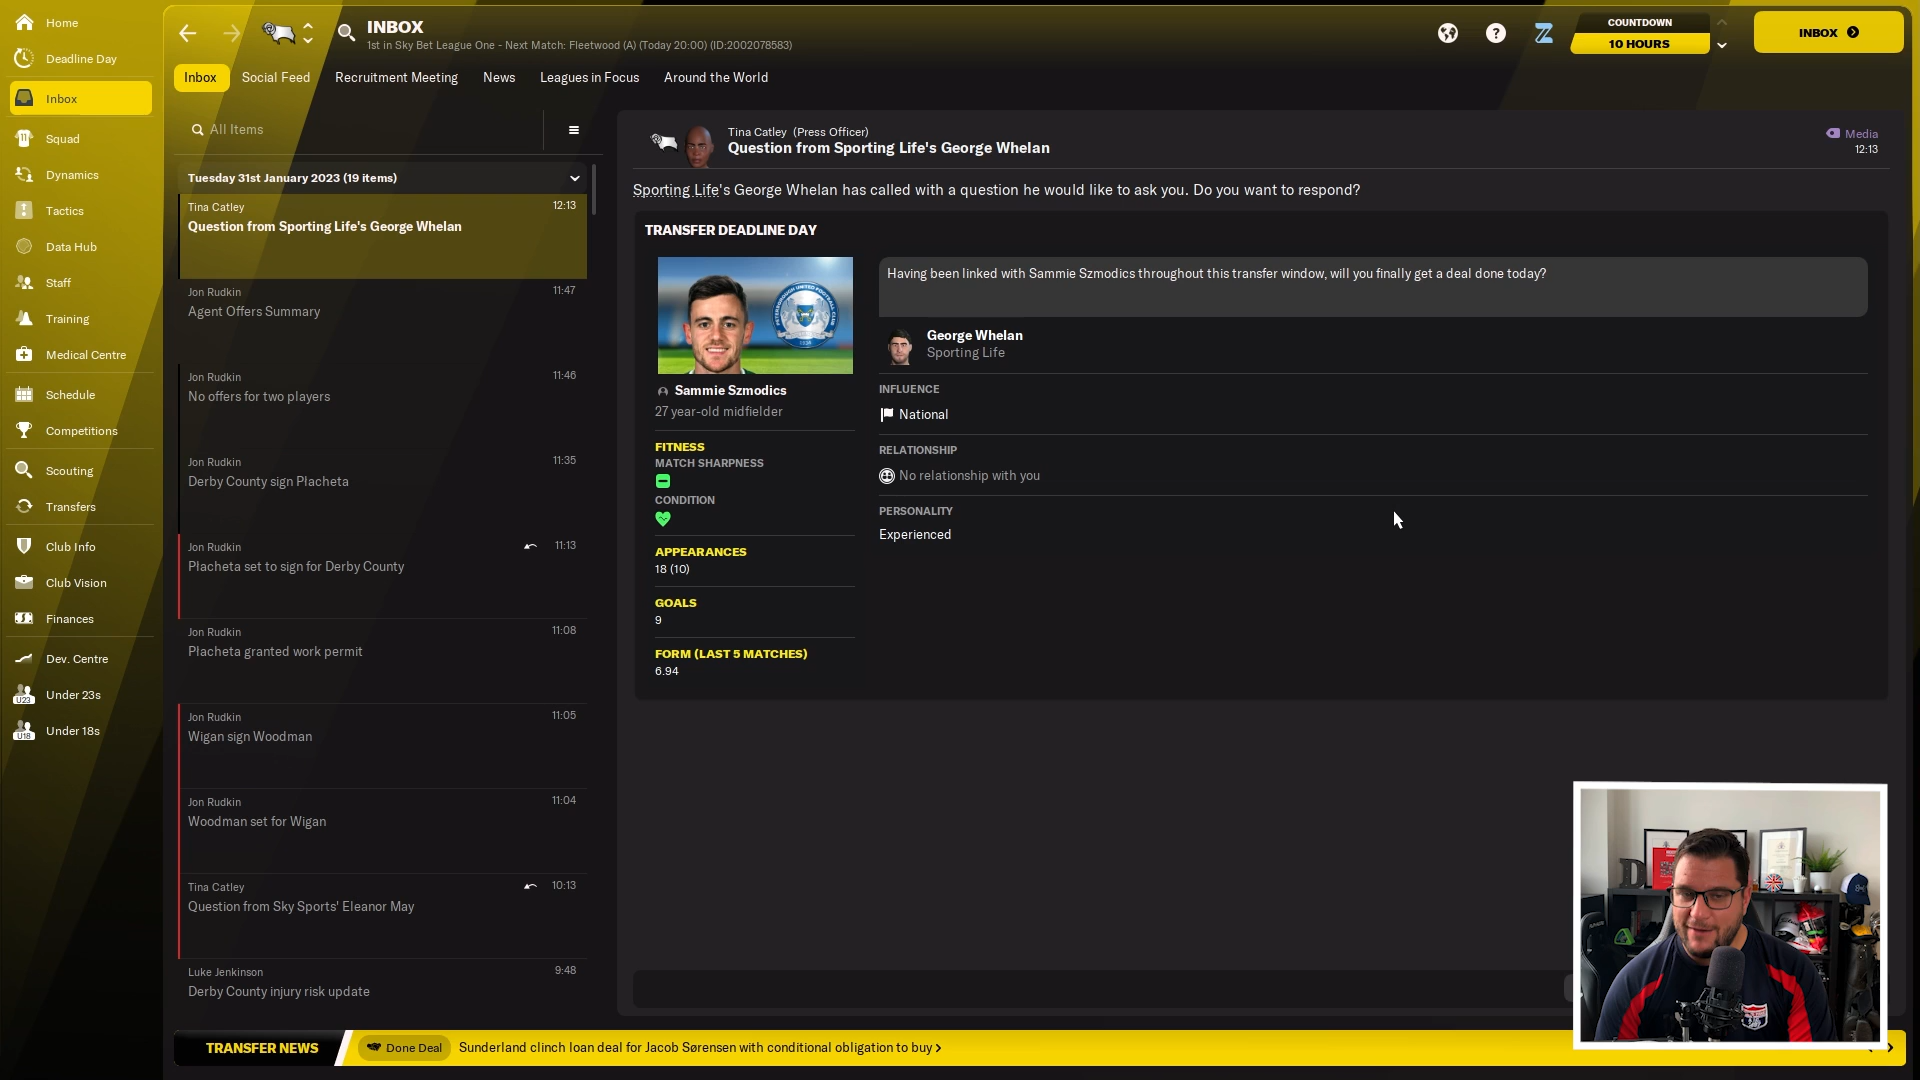 Home
Deadline Day
Inbox
Squad
Dynamics
Tactics
Data Hub
Staff
Training
Medical Centre
Schedule
Competitions
Scouting
Transfers
Club Info
Club Vision
Finances
Dev. Centre
U23
Under 23s
U18
Under 18s
INBOX
1st in Sky Bet League One - Next Match: Fleetwood (A) (Today 20:00) (ID:2002078583)
COUNTDOWN
10 HOURS
INBOX
Inbox
Social Feed
Recruitment Meeting
News
Leagues in Focus
Around the World
All Items
Tuesday 31st January 2023 (19 items)
Tina Catley 12:13
Question from Sporting Life's George Whelan
Jon Rudkin 11:47
Agent Offers Summary
Jon Rudkin 11:46
No offers for two players
Jon Rudkin 11:35
Derby County sign Placheta
Jon Rudkin 11:13
Placheta set to sign for Derby County
Jon Rudkin 11:08
Placheta granted work permit
Jon Rudkin 11:05
Wigan sign Woodman
Jon Rudkin 11:04
Woodman set for Wigan
Tina Catley 10:13
Question from Sky Sports' Eleanor May
Luke Jenkinson 9:48
Derby County injury risk update
Tina Catley (Press Officer)
Question from Sporting Life's George Whelan
Media
12:13
Sporting Life's George Whelan has called with a question he would like to ask you. Do you want to respond?
TRANSFER DEADLINE DAY
Sammie Szmodics
27 year-old midfielder
FITNESS
MATCH SHARPNESS
CONDITION
APPEARANCES
18 (10)
GOALS
9
FORM (LAST 5 MATCHES)
6.94
Having been linked with Sammie Szmodics throughout this transfer window, will you finally get a deal done today?
George Whelan
Sporting Life
INFLUENCE
National
RELATIONSHIP
No relationship with you
PERSONALITY
Experienced
TRANSFER NEWS
Done Deal
Sunderland clinch loan deal for Jacob Sørensen with conditional obligation to buy >